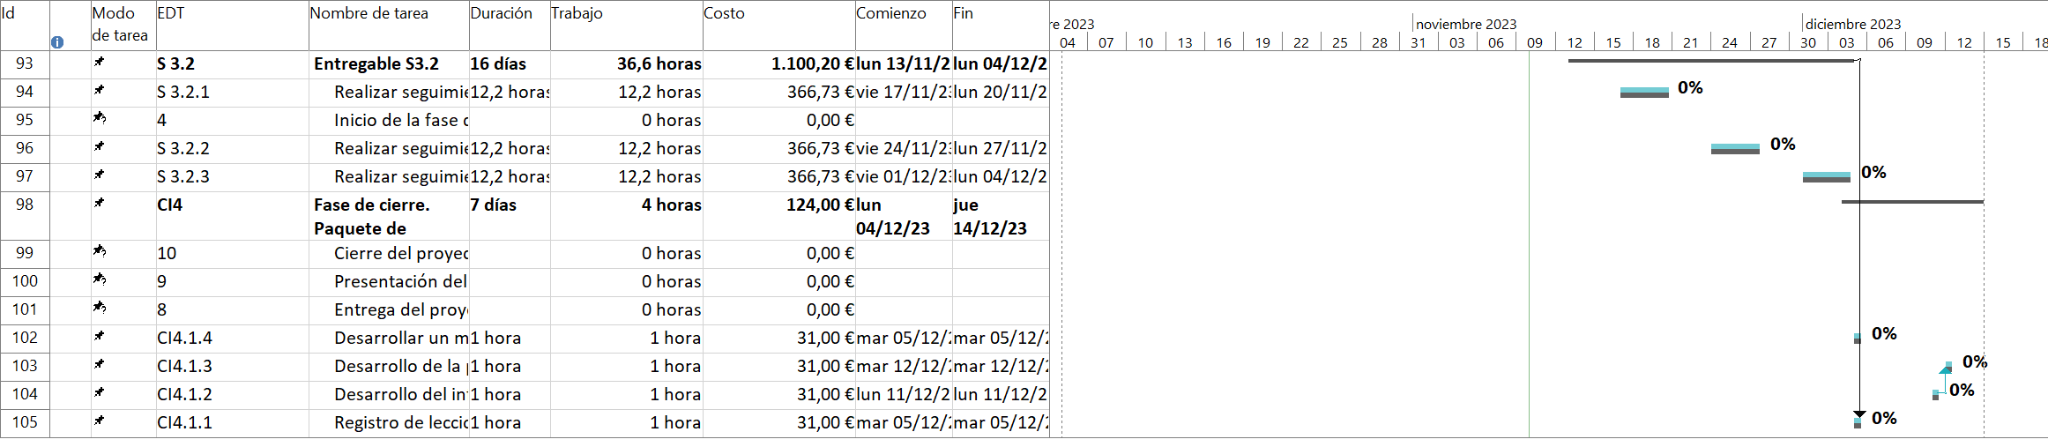 Id Modo de tarea EDT Nombre de tarea Duración Trabajo Costo Comienzo Fin
re 2023 noviembre 2023 diciembre 2023
04 07 10 13 16 19 22 25 28 31 03 06 09 12 15 18 21 24 27 30 03 06 09 12 15 18
93 S 3.2 Entregable S3.2 16 días 36,6 horas 1.100,20 € lun 13/11/2 lun 04/12/2
94 S 3.2.1 Realizar seguimie 12,2 horas 12,2 horas 366,73 € vie 17/11/23 lun 20/11/2 0%
95 4 Inicio de la fase d 0 horas 0,00 €
96 S 3.2.2 Realizar seguimie 12,2 horas 12,2 horas 366,73 € vie 24/11/23 lun 27/11/2 0%
97 S 3.2.3 Realizar seguimie 12,2 horas 12,2 horas 366,73 € vie 01/12/23 lun 04/12/2 0%
98 CI4 Fase de cierre. 7 días 4 horas 124,00 € lun jue
Paquete de 04/12/23 14/12/23
99 10 Cierre del proyec 0 horas 0,00 €
100 9 Presentación del 0 horas 0,00 €
101 8 Entrega del proy 0 horas 0,00 €
102 CI4.1.4 Desarrollar un m 1 hora 1 hora 31,00 € mar 05/12/2 mar 05/12/2 0%
103 CI4.1.3 Desarrollo de la p 1 hora 1 hora 31,00 € mar 12/12/2 mar 12/12/2 0%
104 CI4.1.2 Desarrollo del in 1 hora 1 hora 31,00 € lun 11/12/2 lun 11/12/2 0%
105 CI4.1.1 Registro de lecci 1 hora 1 hora 31,00 € mar 05/12/2 mar 05/12/2 0%